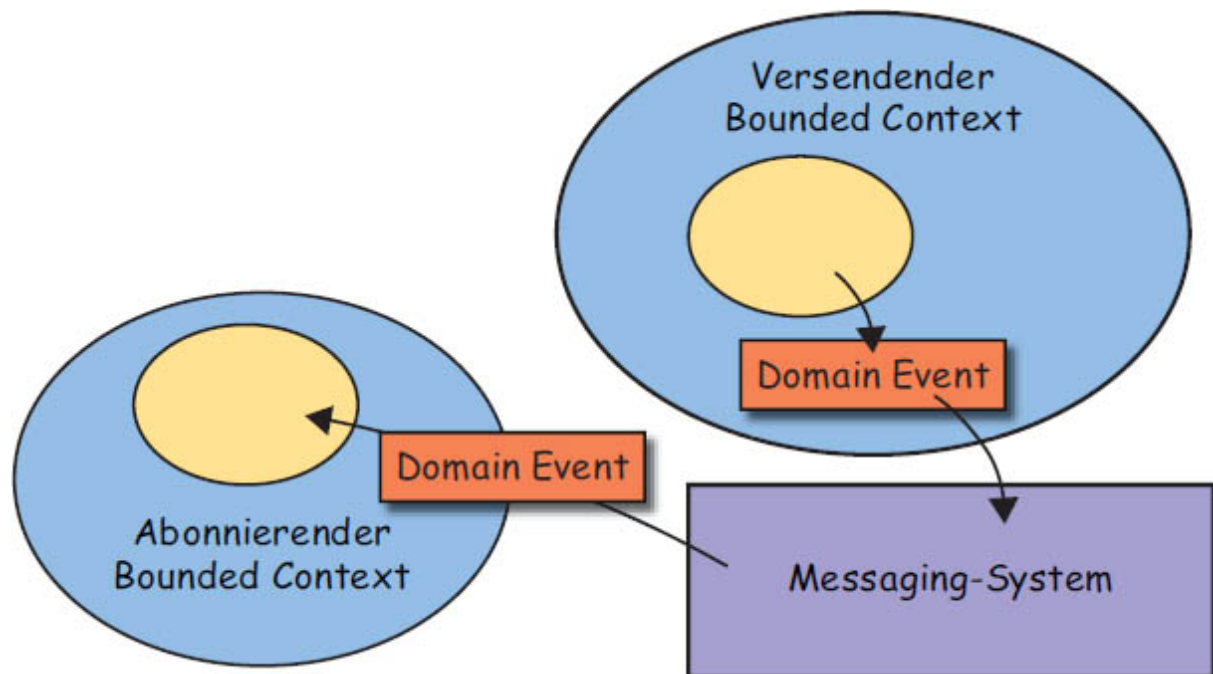 Versendender
Bounded Context
Domain Event
Domain Event
Abonnierender
Bounded Context
Messaging-System